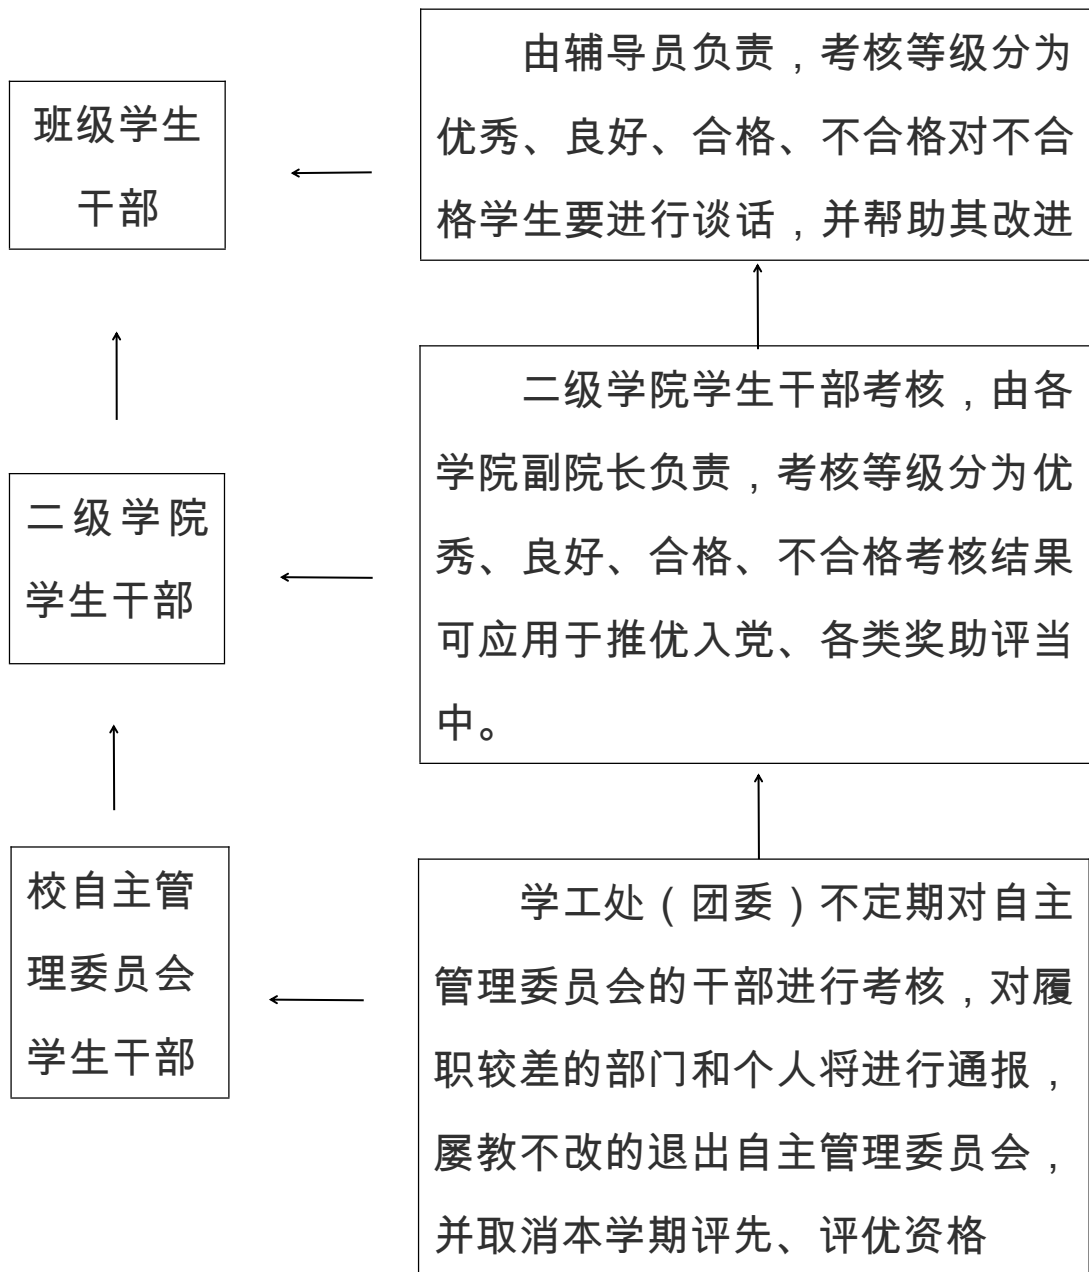 班级学生
干部
由辅导员负责，考核等级分为
优秀、良好、合格、不合格对不合
格学生要进行谈话，并帮助其改进
二级学院
学生干部
二级学院学生干部考核，由各
学院副院长负责，考核等级分为优
秀、良好、合格、不合格考核结果
可应用于推优入党、各类奖助评当
中。
校自主管
理委员会
学生干部
学工处（团委）不定期对自主
管理委员会的干部进行考核，对履
职较差的部门和个人将进行通报，
屡教不改的退出自主管理委员会，
并取消本学期评先、评优资格